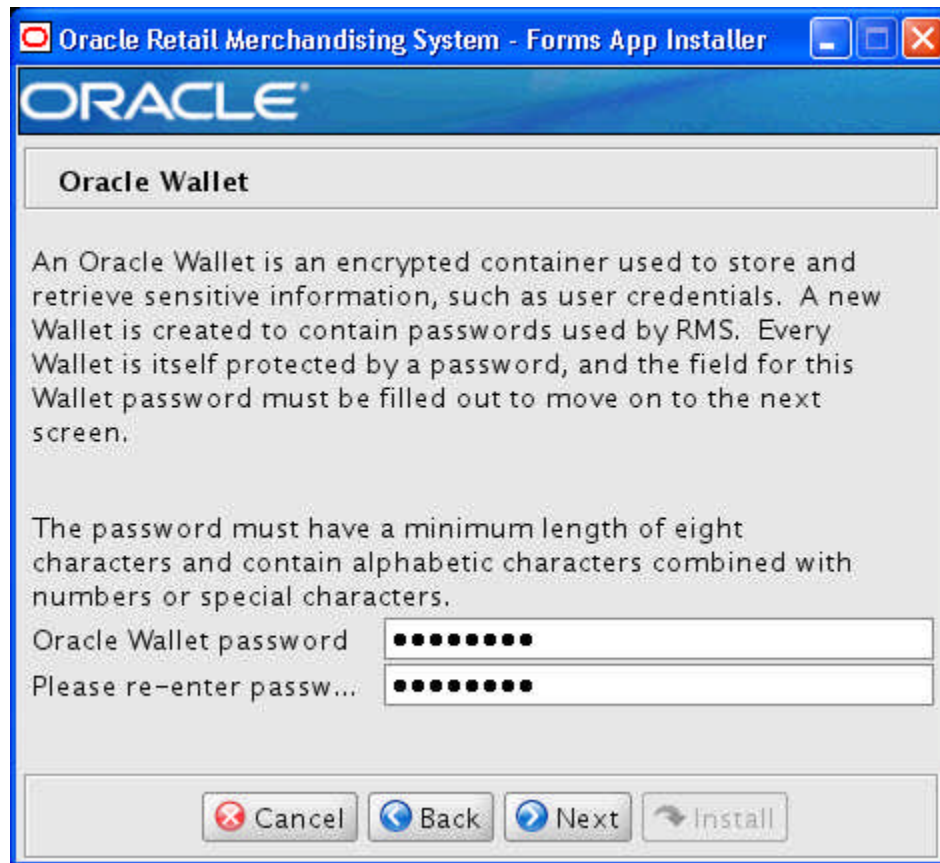 Oracle Retail Merchandising System - Forms App Installer
ORACLE
Oracle Wallet
An Oracle Wallet is an encrypted container used to store and
retrieve sensitive information, such as user credentials.  A new
Wallet is created to contain passwords used by RMS.  Every
Wallet is itself protected by a password, and the field for this
Wallet password must be filled out to move on to the next
screen.
The password must have a minimum length of eight
characters and contain alphabetic characters combined with
numbers or special characters.
Oracle Wallet password ●●●●●●●●
Please re-enter passw... ●●●●●●●●
Cancel Back Next Install